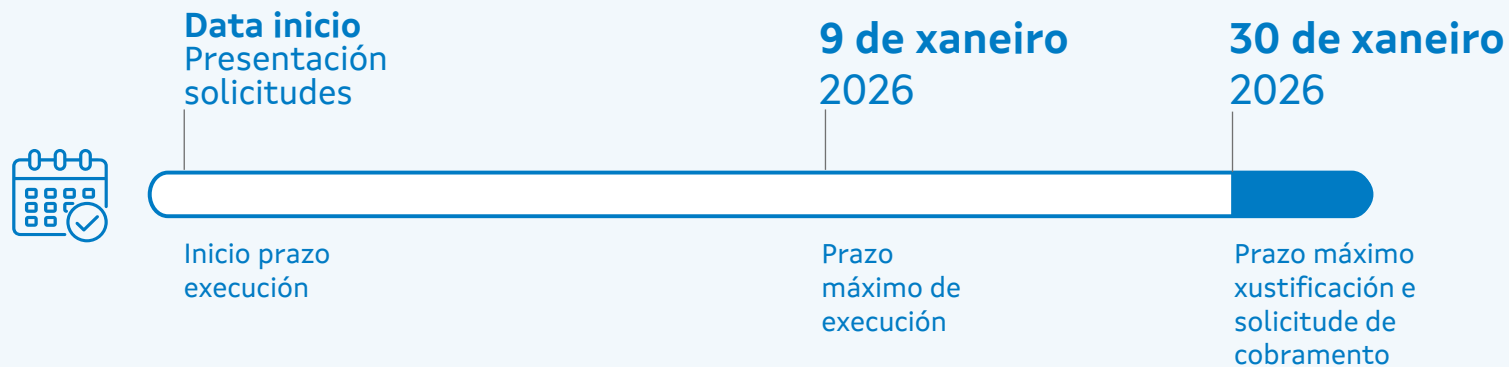 Data inicio
Presentación
solicitudes
9 de xaneiro
2026
30 de xaneiro
2026
Inicio prazo
execución
Prazo
máximo de
execución
Prazo máximo
xustificación e
solicitude de
cobramento